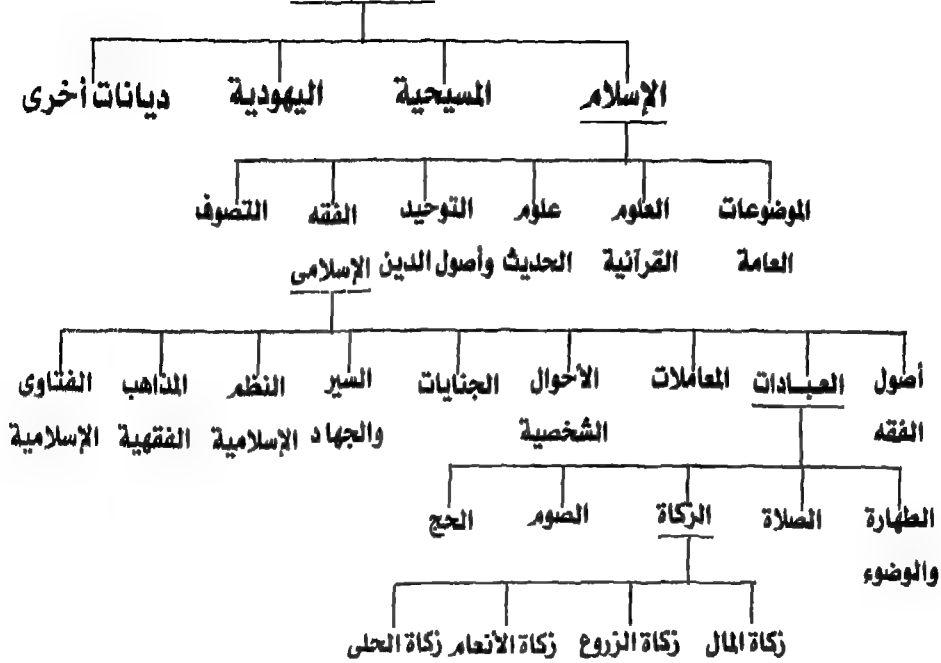 الإسلام المسيحية اليهودية ديانات أخرى
الموضوعات العلوم علوم التوحيد الفقه التصوف
العامة القرآنية الحديث وأصول الدين الإسلامى
أصول العبادات المعاملات الأحوال الجنايات السير النظم المذاهب الفتاوى
الفقه الشخصية والجهاد الإسلامية الفقهية الإسلامية
الطهارة الصلاة الزكاة الصوم الحج
والوضوء
زكاة المال زكاة الزروع زكاة الأنعام زكاة الحلى